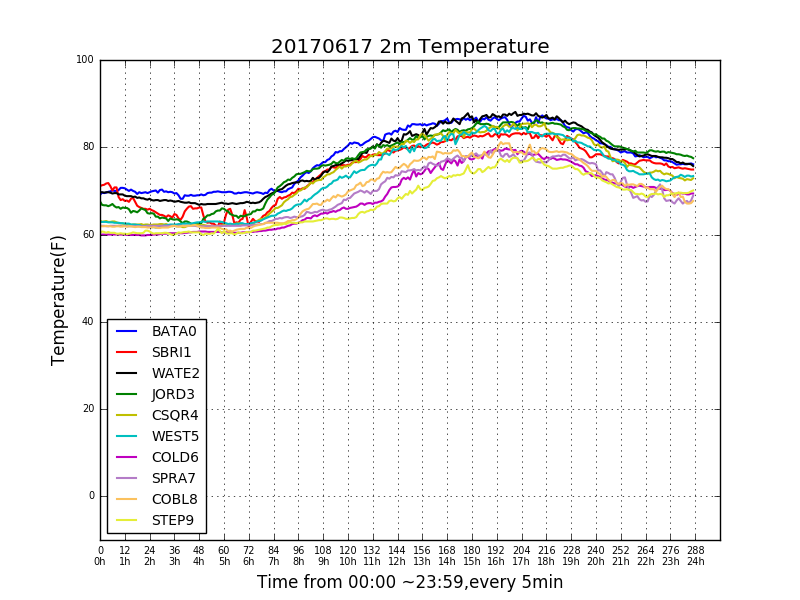 20170617 2m Temperature
100
80
60
40
20
0
Temperature(F)
BATA0
SBRI1
WATE2
JORD3
CSQR4
WEST5
COLD6
SPRA7
COBL8
STEP9
0 12 24 36 48 60 72 84 96 108 120 132 144 156 168 180 192 204 216 228 240 252 264 276 288
0h 1h 2h 3h 4h 5h 6h 7h 8h 9h 10h 11h 12h 13h 14h 15h 16h 17h 18h 19h 20h 21h 22h 23h 24h
Time from 00:00 ~23:59,every 5min